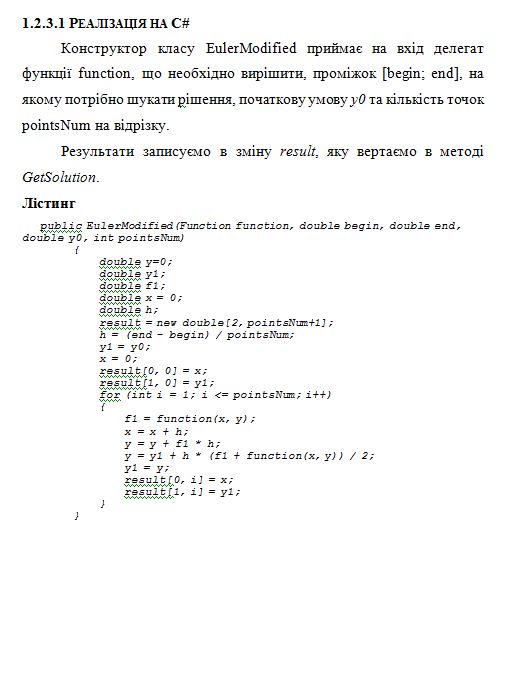 1.2.3.1 РЕАЛІЗАЦІЯ НА C#
Конструктор класу EulerModified приймає на вхід делегат
функції function, що необхідно вирішити, проміжок [begin; end], на
якому потрібно шукати рішення, початкову умову y0 та кількість точок
pointsNum на відрізку.
Результати записуємо в зміну result, яку вертаємо в методі
GetSolution.
Лістинг
public EulerModified(Function function, double begin, double end,
double y0, int pointsNum)
{
double y=0;
double y1;
double f1;
double x = 0;
double h;
result = new double[2, pointsNum+1];
h = (end - begin) / pointsNum;
y1 = y0;
x = 0;
result[0, 0] = x;
result[1, 0] = y1;
for (int i = 1; i <= pointsNum; i++)
{
f1 = function(x, y);
x = x + h;
y = y + f1 * h;
y = y1 + h * (f1 + function(x, y)) / 2;
y1 = y;
result[0, i] = x;
result[1, i] = y1;
}
}